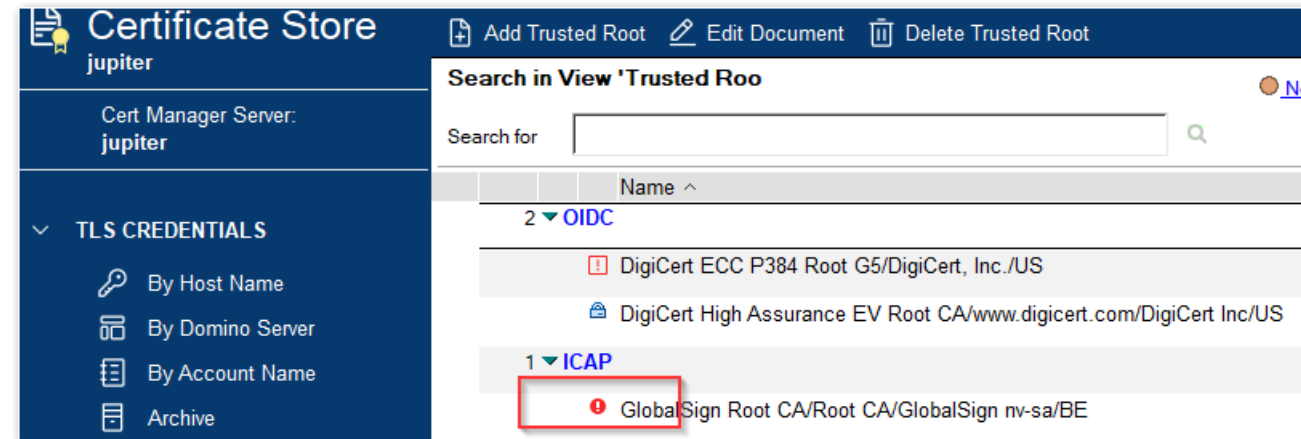 Certificate Store
jupiter
Cert Manager Server:
jupiter
TLS CREDENTIALS
By Host Name
By Domino Server
By Account Name
Archive
Add Trusted Root Edit Document Delete Trusted Root
Search in View 'Trusted Roo
Search for
Name
2 OIDC
DigiCert ECC P384 Root G5/DigiCert, Inc./US
DigiCert High Assurance EV Root CA/www.digicert.com/DigiCert Inc/US
1 ICAP
GlobalSign Root CA/Root CA/GlobalSign nv-sa/BE